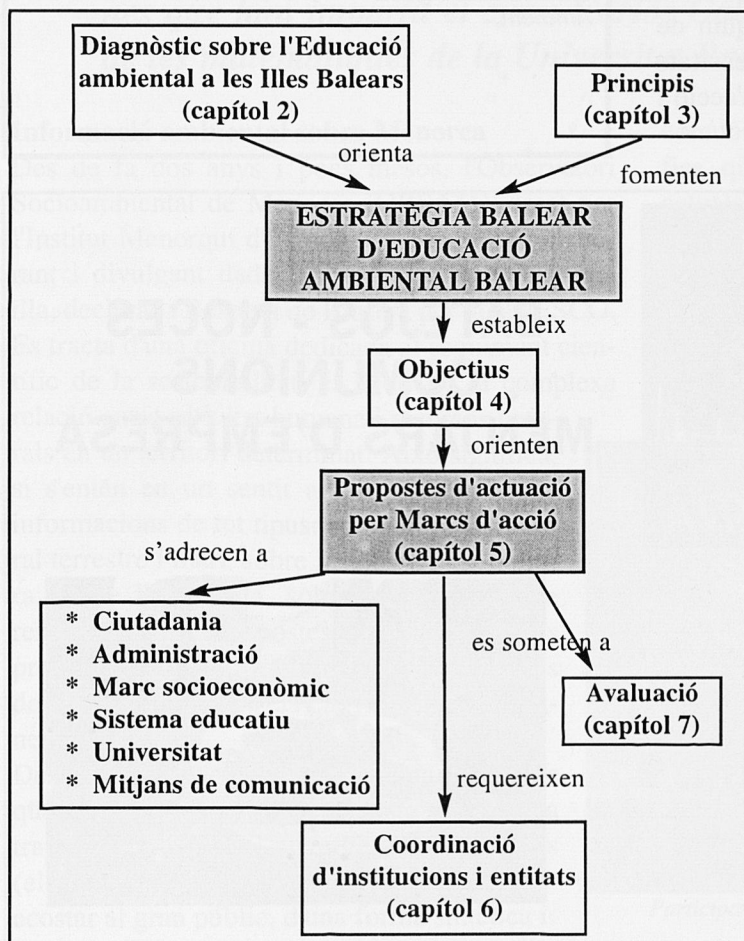 Diagnòstic sobre l'Educació
ambiental a les Illes Balears
(capítol 2)
Principis
(capítol 3)
orienta
fomenten
ESTRATÈGIA BALEAR
D'EDUCACIÓ
AMBIENTAL BALEAR
estableix
Objectius
(capítol 4)
orienten
Propostes d'actuació
per Marcs d'acció
(capítol 5)
s'adrecen a
* Ciutadania
* Administració
* Marc socioeconòmic
* Sistema educatiu
* Universitat
* Mitjans de comunicació
es someten a
Avaluació
(capítol 7)
requereixen
Coordinació
d'institucions i entitats
(capítol 6)